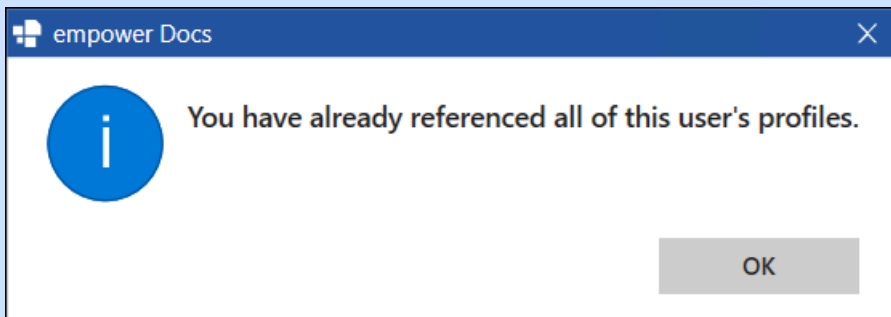 empower Docs
You have already referenced all of this user's profiles.
OK